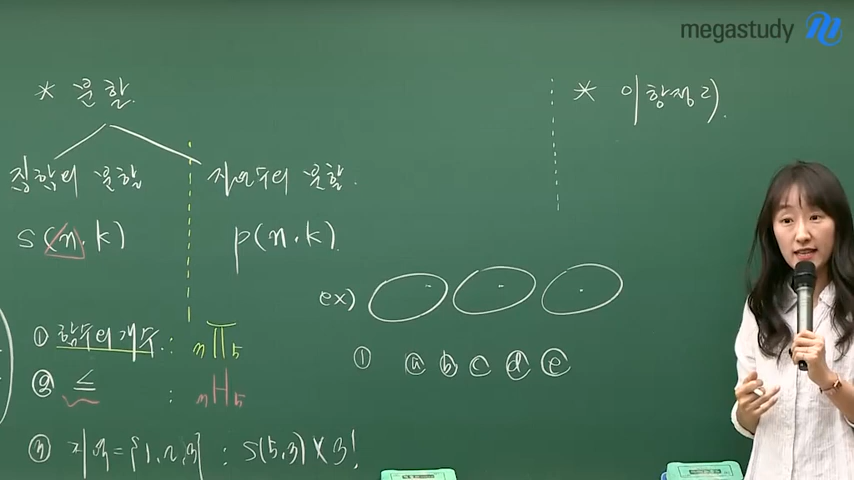 megastudy
* 분할.
집합의 분할
자연수의 분할.
S(n, k)
P(n, k).
① 함수의 개수 : ₙΠ₅
② ≤ : ₙH₅
③ 치역={1, 2, 3} : S(5,3)×3!
ex)
① ⓐ ⓑ ⓒ ⓓ ⓔ
* 이항정리.